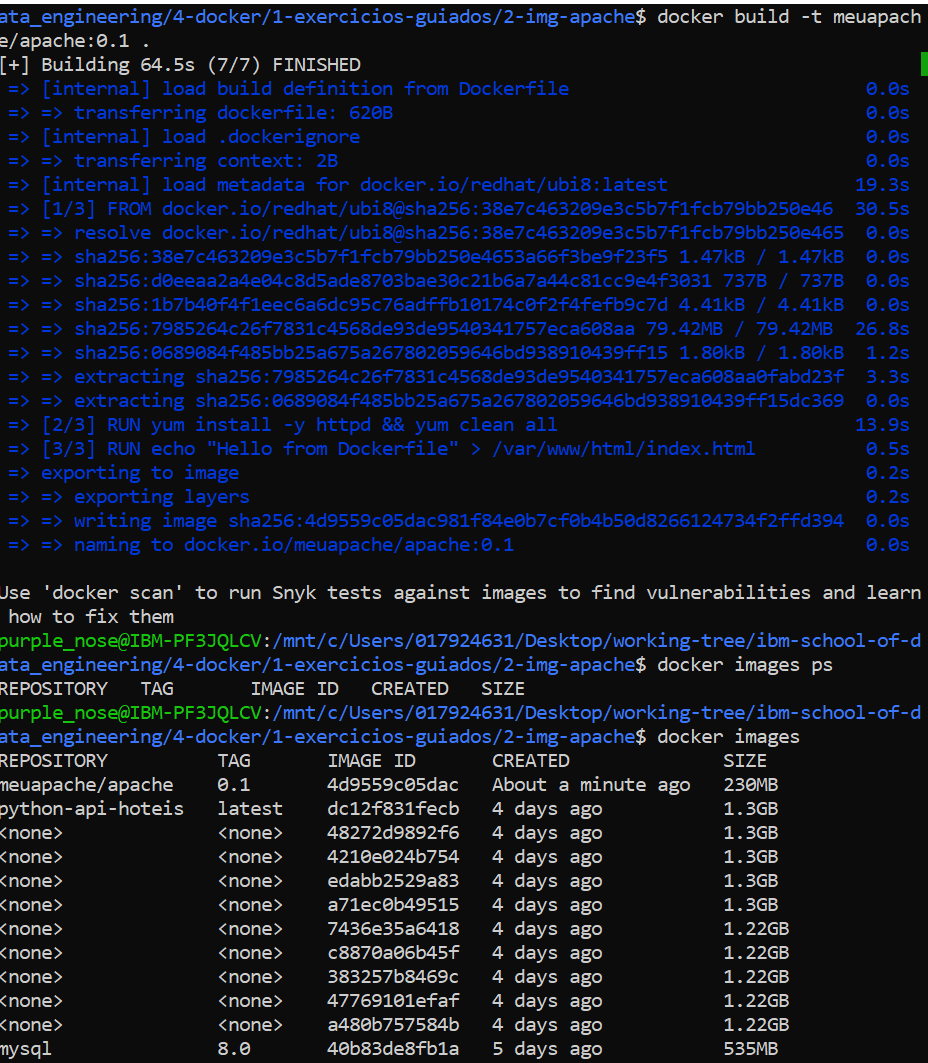 ata_engineering/4-docker/1-exercicios-guiados/2-img-apache$ docker build -t meuapach
e/apache:0.1 .
[+] Building 64.5s (7/7) FINISHED
=> [internal] load build definition from Dockerfile 0.0s
=> => transferring dockerfile: 620B 0.0s
=> [internal] load .dockerignore 0.0s
=> => transferring context: 2B 0.0s
=> [internal] load metadata for docker.io/redhat/ubi8:latest 19.3s
=> [1/3] FROM docker.io/redhat/ubi8@sha256:38e7c463209e3c5b7f1fcb79bb250e46 30.5s
=> => resolve docker.io/redhat/ubi8@sha256:38e7c463209e3c5b7f1fcb79bb250e465 0.0s
=> => sha256:38e7c463209e3c5b7f1fcb79bb250e4653a66f3be9f23f5 1.47kB / 1.47kB 0.0s
=> => sha256:d0eeaa2a4e04c8d5ade8703bae30c21b6a7a44c81cc9e4f3031 737B / 737B 0.0s
=> => sha256:1b7b40f4f1eec6a6dc95c76adffb10174c0f2f4fefb9c7d 4.41kB / 4.41kB 0.0s
=> => sha256:7985264c26f7831c4568de93de9540341757eca608aa 79.42MB / 79.42MB 26.8s
=> => sha256:0689084f485bb25a675a267802059646bd938910439ff15 1.80kB / 1.80kB 1.2s
=> => extracting sha256:7985264c26f7831c4568de93de9540341757eca608aa0fabd23f 3.3s
=> => extracting sha256:0689084f485bb25a675a267802059646bd938910439ff15dc369 0.0s
=> [2/3] RUN yum install -y httpd && yum clean all 13.9s
=> [3/3] RUN echo "Hello from Dockerfile" > /var/www/html/index.html 0.5s
=> exporting to image 0.2s
=> => exporting layers 0.2s
=> => writing image sha256:4d9559c05dac981f84e0b7cf0b4b50d8266124734f2ffd394 0.0s
=> => naming to docker.io/meuapache/apache:0.1 0.0s
Use 'docker scan' to run Snyk tests against images to find vulnerabilities and learn
how to fix them
purple_nose@IBM-PF3JQLCV:/mnt/c/Users/017924631/Desktop/working-tree/ibm-school-of-d
ata_engineering/4-docker/1-exercicios-guiados/2-img-apache$ docker images ps
REPOSITORY TAG IMAGE ID CREATED SIZE
purple_nose@IBM-PF3JQLCV:/mnt/c/Users/017924631/Desktop/working-tree/ibm-school-of-d
ata_engineering/4-docker/1-exercicios-guiados/2-img-apache$ docker images
REPOSITORY TAG IMAGE ID CREATED SIZE
meuapache/apache 0.1 4d9559c05dac About a minute ago 230MB
python-api-hoteis latest dc12f831fecb 4 days ago 1.3GB
<none> <none> 48272d9892f6 4 days ago 1.3GB
<none> <none> 4210e024b754 4 days ago 1.3GB
<none> <none> edabb2529a83 4 days ago 1.3GB
<none> <none> a71ec0b49515 4 days ago 1.3GB
<none> <none> 7436e35a6418 4 days ago 1.22GB
<none> <none> c8870a06b45f 4 days ago 1.22GB
<none> <none> 383257b8469c 4 days ago 1.22GB
<none> <none> 47769101efaf 4 days ago 1.22GB
<none> <none> a480b757584b 4 days ago 1.22GB
mysql 8.0 40b83de8fb1a 5 days ago 535MB